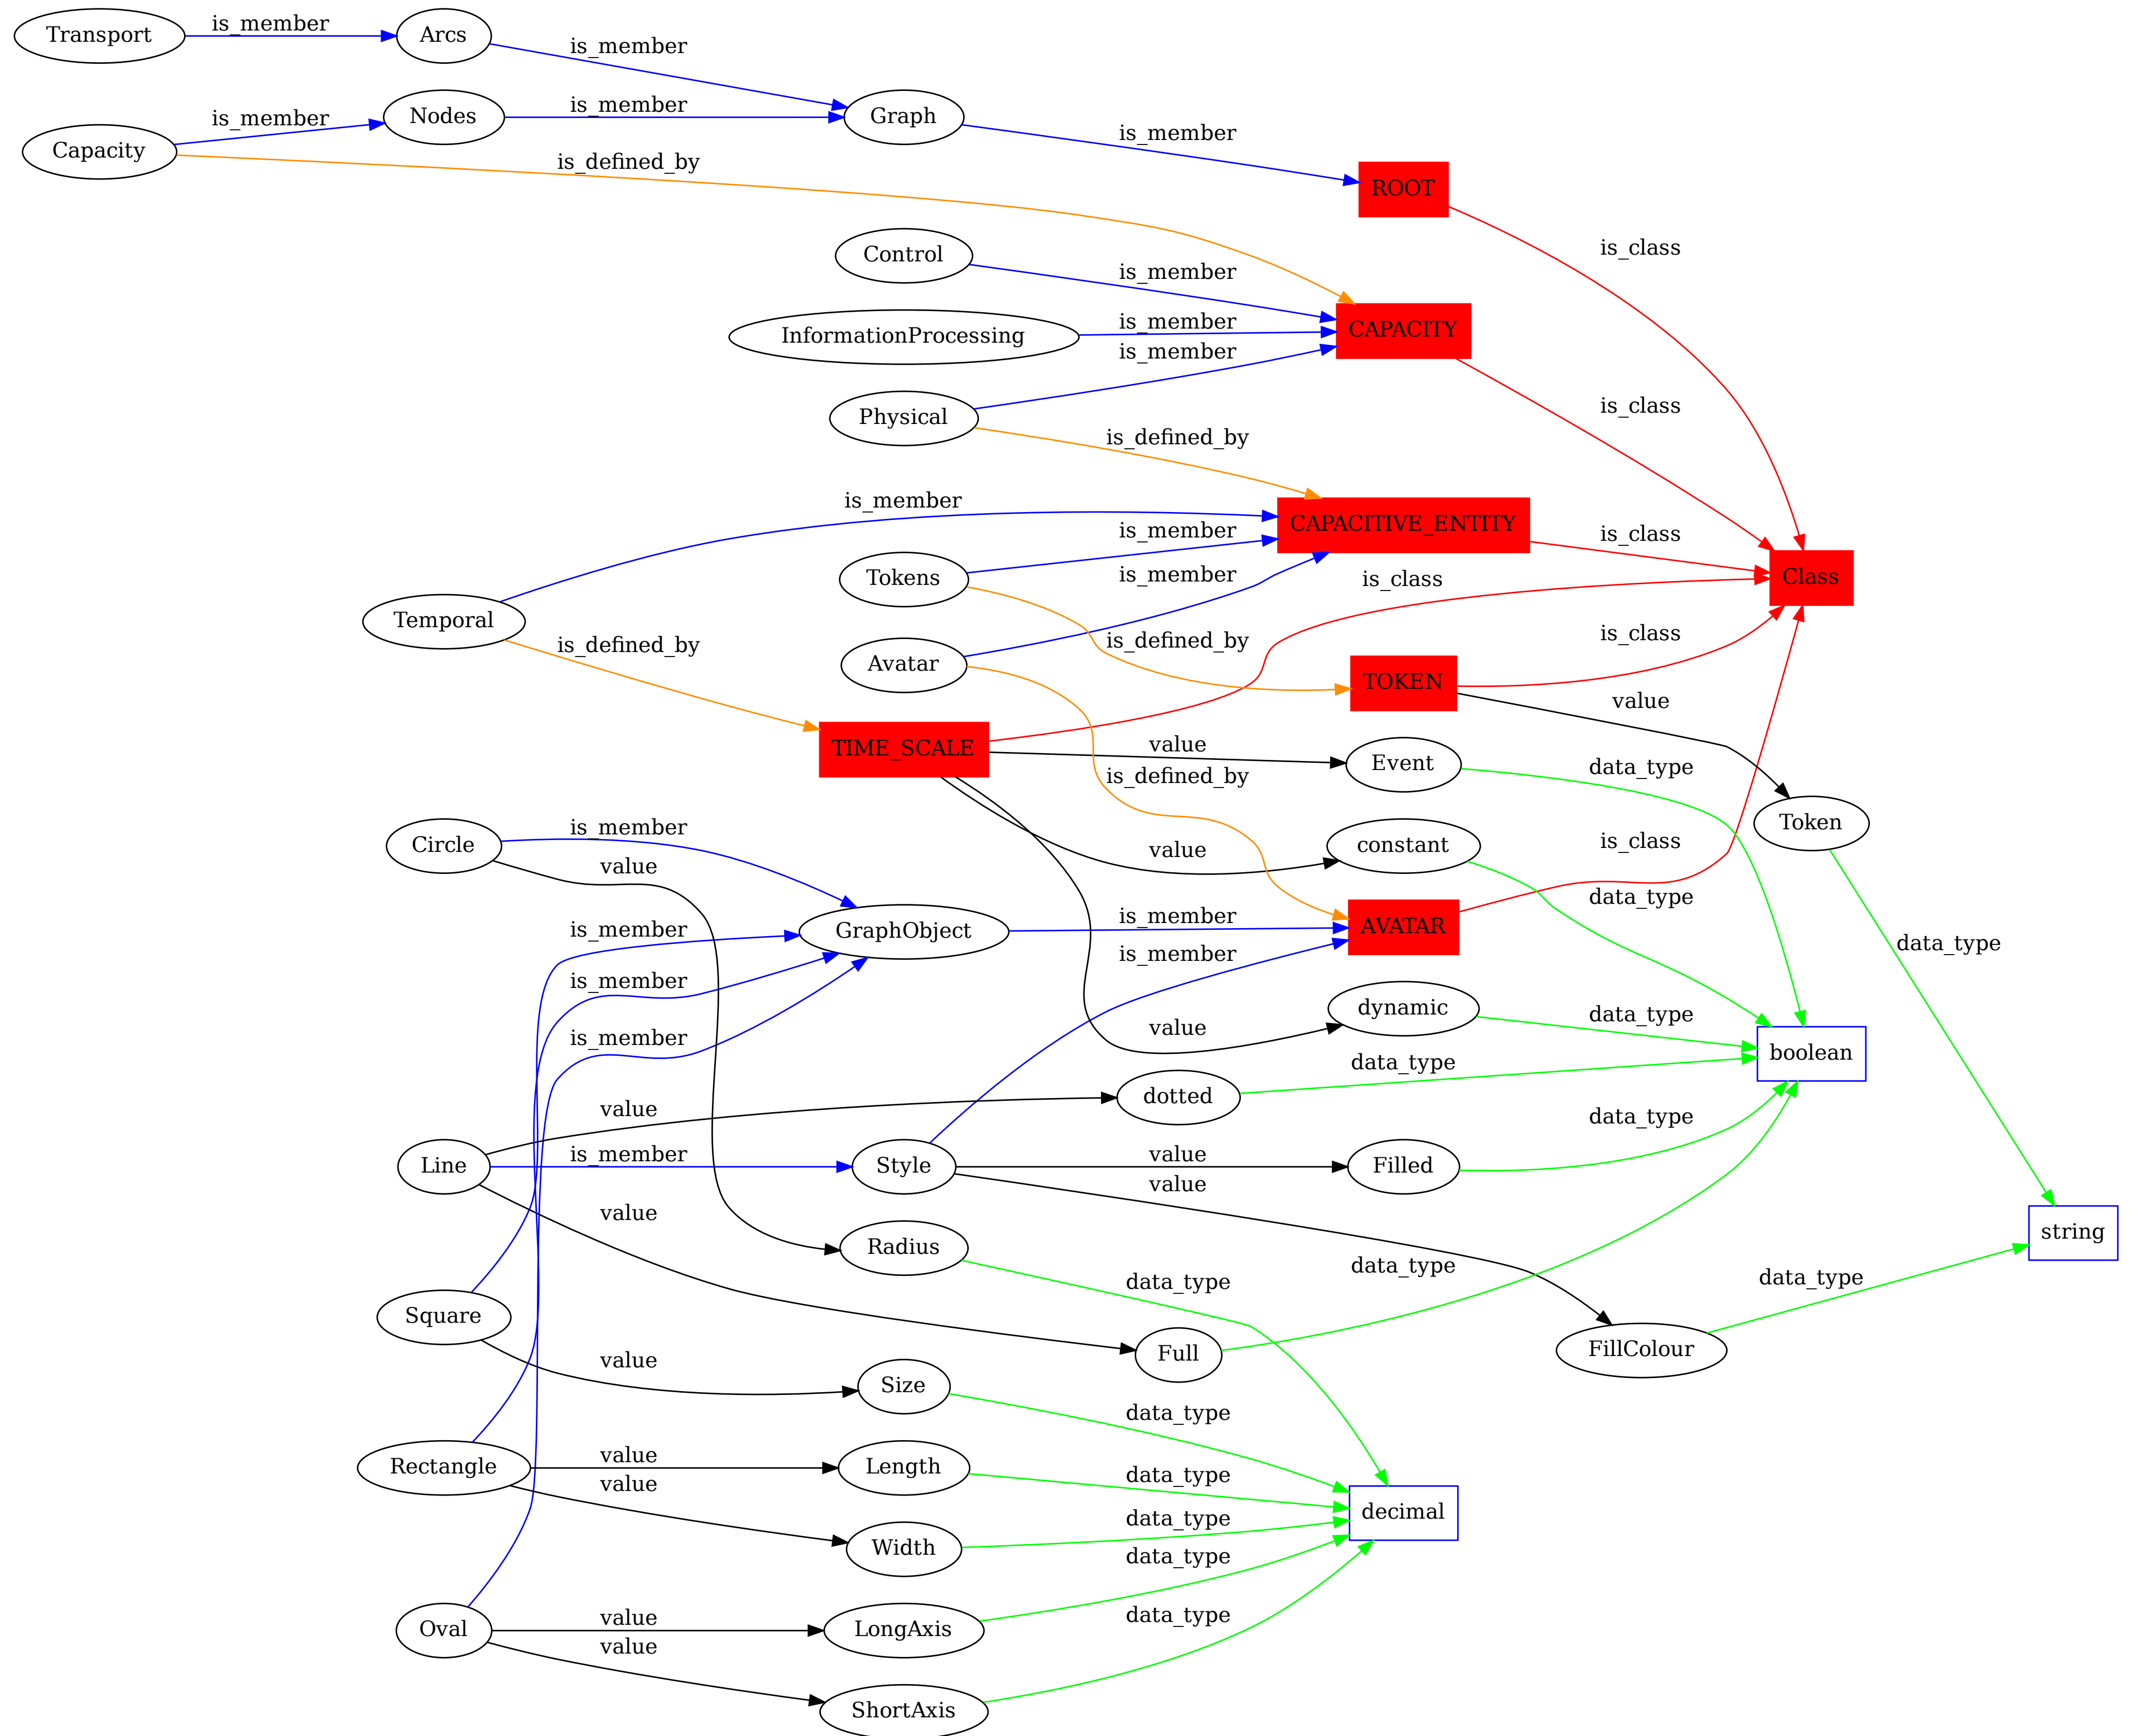 Transport
is_member
Arcs
is_member
Nodes
is_member
Graph
is_member
Capacity
is_member
is_defined_by
ROOT
is_class
Control
is_member
InformationProcessing
is_member
CAPACITY
is_member
is_class
Physical
is_defined_by
is_member
CAPACITIVE_ENTITY
is_member
is_class
Tokens
is_member
is_class
Class
Temporal
is_defined_by
is_defined_by
is_class
Avatar
TOKEN
value
TIME_SCALE
value
Event
data_type
is_defined_by
Token
Circle
is_member
value
value
constant
is_class
data_type
is_member
GraphObject
is_member
AVATAR
data_type
is_member
is_member
dynamic
data_type
is_member
value
boolean
dotted
data_type
value
data_type
Line
is_member
Style
value
Filled
value
value
string
Radius
data_type
data_type
data_type
Square
Full
FillColour
value
Size
data_type
Rectangle
value
Length
data_type
value
decimal
Width
data_type
data_type
Oval
value
LongAxis
data_type
value
ShortAxis